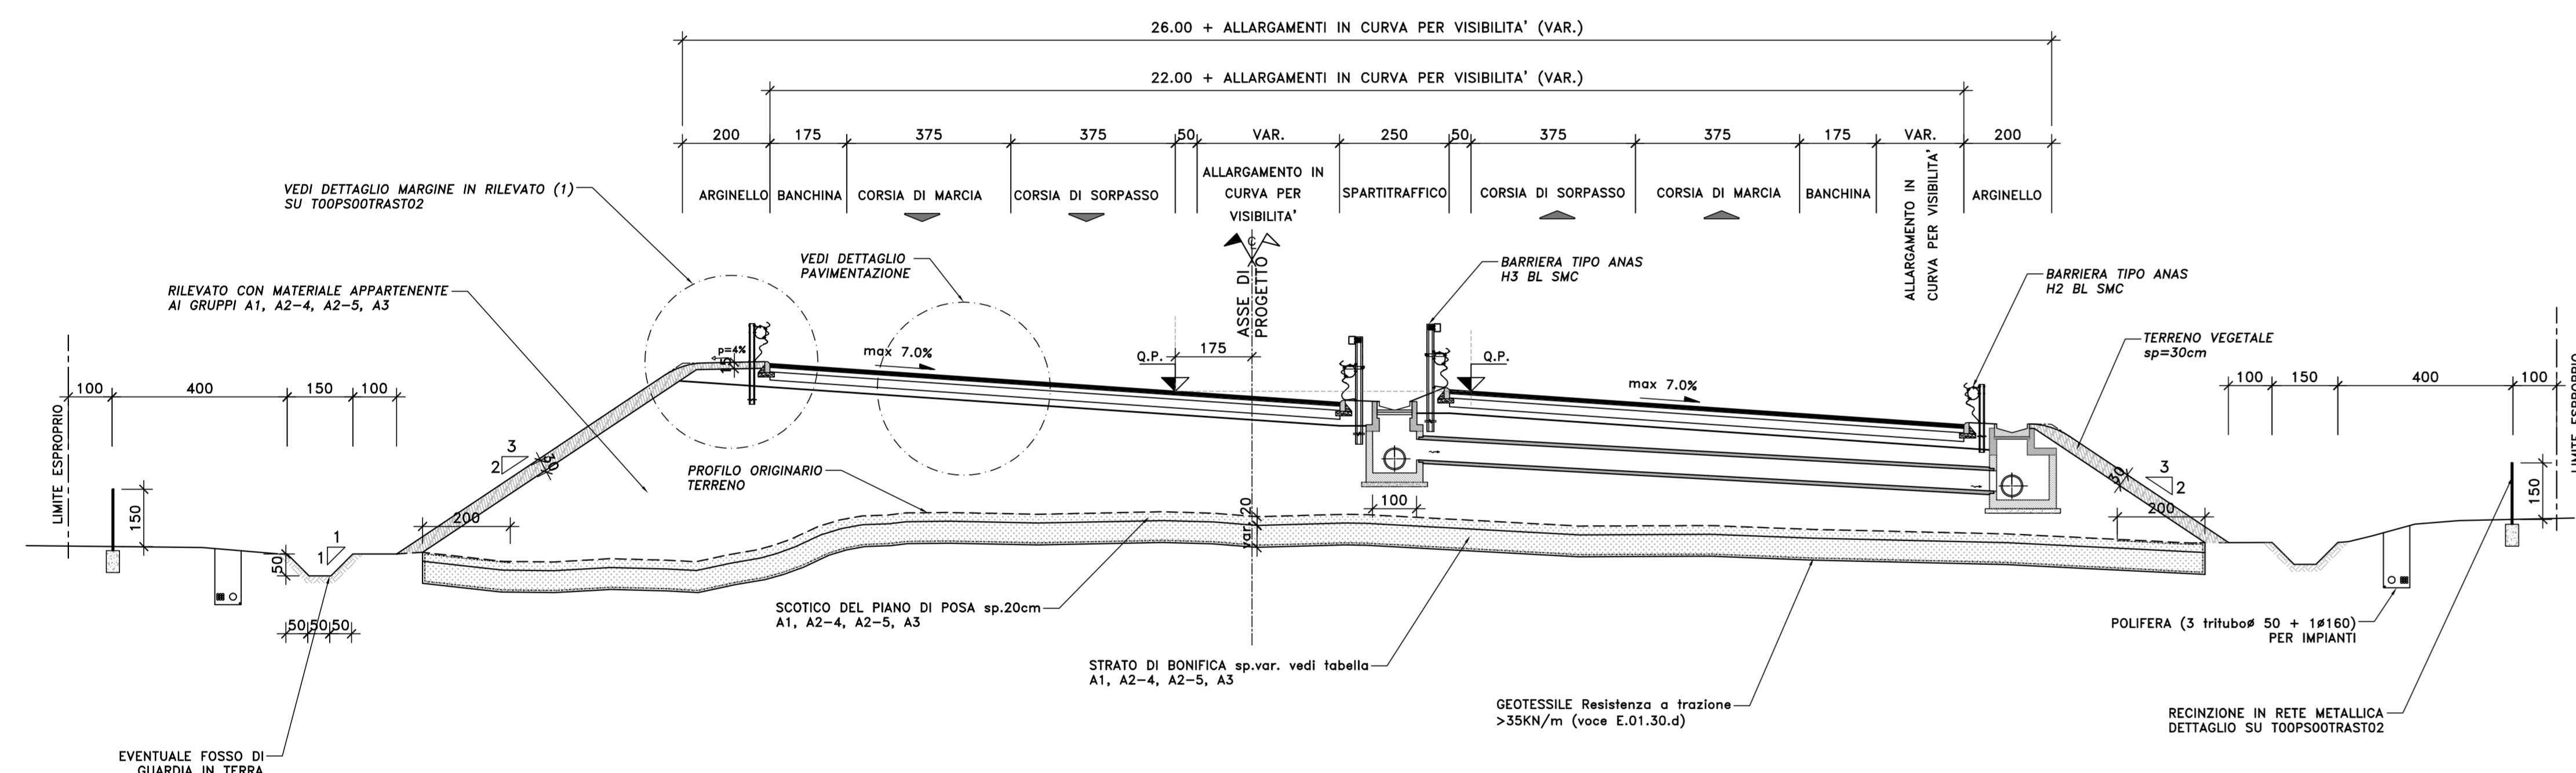 26.00 + ALLARGAMENTI IN CURVA PER VISIBILITA' (VAR.)
22.00 + ALLARGAMENTI IN CURVA PER VISIBILITA' (VAR.)
200 175 375 375 50 VAR. 250 50 375 375 175 VAR. 200
ARGINELLO BANCHINA CORSIA DI MARCIA CORSIA DI SORPASSO
ALLARGAMENTO IN
CURVA PER
VISIBILITA'
SPARTITRAFFICO CORSIA DI SORPASSO CORSIA DI MARCIA BANCHINA
ALLARGAMENTO IN
CURVA PER VISIBILITA'
ARGINELLO
VEDI DETTAGLIO MARGINE IN RILEVATO (1)
SU T00PS00TRAST02
VEDI DETTAGLIO
PAVIMENTAZIONE
RILEVATO CON MATERIALE APPARTENENTE
AI GRUPPI A1, A2-4, A2-5, A3
ASSE DI
PROGETTO
BARRIERA TIPO ANAS
H3 BL SMC
BARRIERA TIPO ANAS
H2 BL SMC
TERRENO VEGETALE
sp=30cm
p=4%
15
max 7.0%
Q.P.
175
Q.P.
max 7.0%
100 400 150 100
100 150 400 100
LIMITE ESPROPRIO
LIMITE ESPROPRIO
3
2
30
3
2
30
150
150
200
200
PROFILO ORIGINARIO
TERRENO
100
20
var.
1
1
50
50 50 50
SCOTICO DEL PIANO DI POSA sp.20cm
A1, A2-4, A2-5, A3
STRATO DI BONIFICA sp.var. vedi tabella
A1, A2-4, A2-5, A3
GEOTESSILE Resistenza a trazione
>35KN/m (voce E.01.30.d)
POLIFERA (3 trituboø 50 + 1ø160)
PER IMPIANTI
RECINZIONE IN RETE METALLICA
DETTAGLIO SU T00PS00TRAST02
EVENTUALE FOSSO DI
GUARDIA IN TERRA